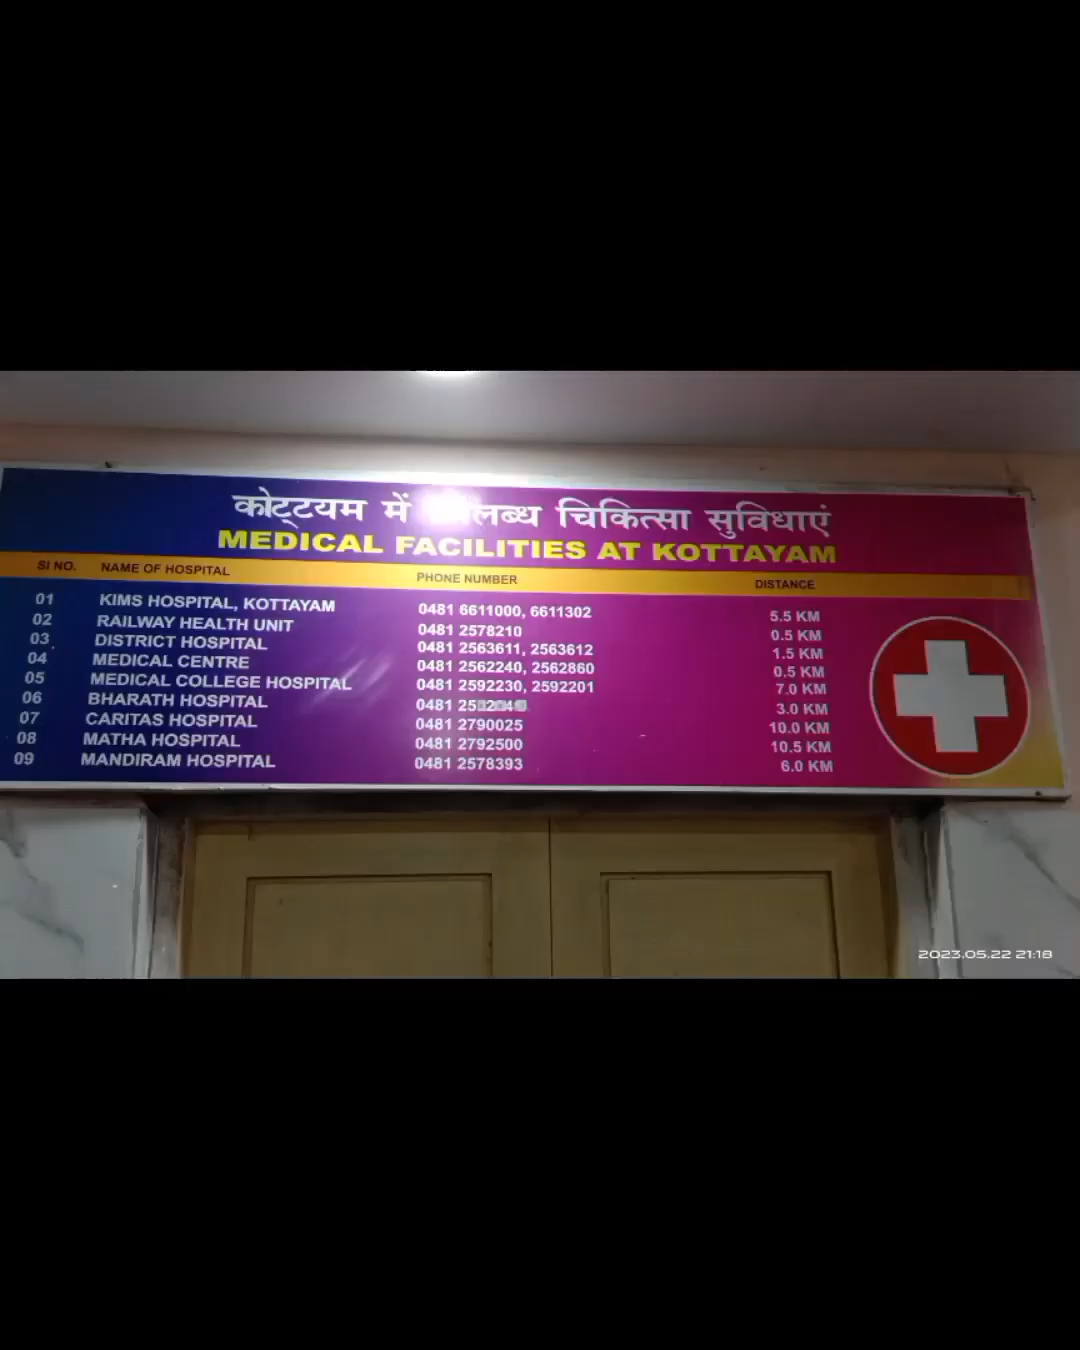 कोट्टयम में चिकित्सा सुविधाएं
MEDICAL FACILITIES AT KOTTAYAM
SI NO. NAME OF HOSPITAL PHONE NUMBER DISTANCE
01 KIMS HOSPITAL, KOTTAYAM 0481 6611000, 6611302 5.5 KM
02 RAILWAY HEALTH UNIT 0481 2578210 0.5 KM
03 DISTRICT HOSPITAL 0481 2563611, 2563612 1.5 KM
04 MEDICAL CENTRE 0481 2562240, 2562860 0.5 KM
05 MEDICAL COLLEGE HOSPITAL 0481 2592230, 2592201 7.0 KM
06 BHARATH HOSPITAL 0481 3.0 KM
07 CARITAS HOSPITAL 0481 2790025 10.0 KM
08 MATHA HOSPITAL 0481 2792500 10.5 KM
09 MANDIRAM HOSPITAL 0481 2578393 6.0 KM
2023.05.22 21:18